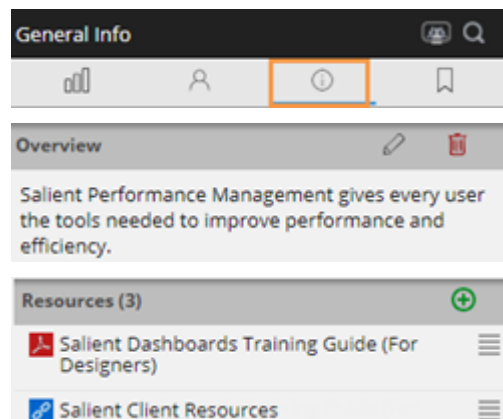 General Info
Overview
Salient Performance Management gives every user
the tools needed to improve performance and
efficiency.
Resources (3)
Salient Dashboards Training Guide (For
Designers)
Salient Client Resources